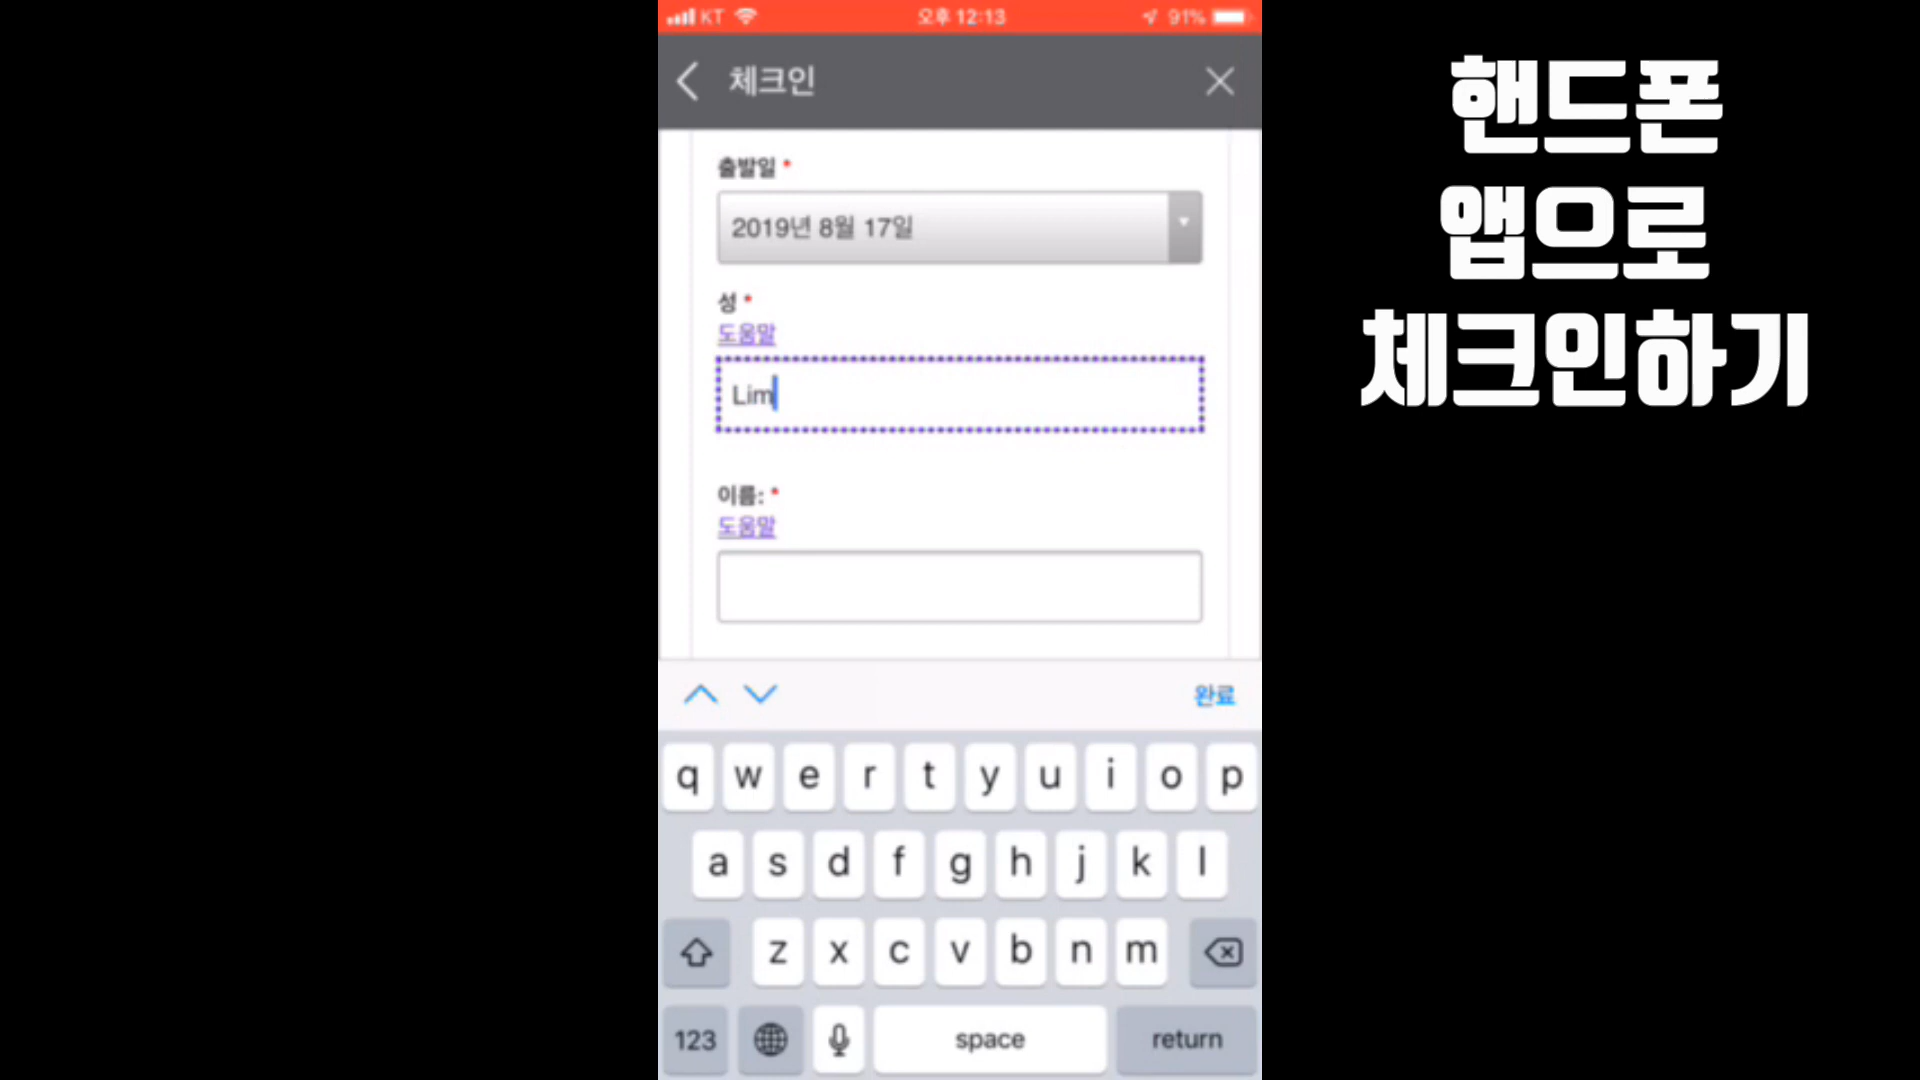 KT 오후 12:13 91%
체크인
출발일 *
2019년 8월 17일
성 *
도움말
Lim
이름: *
도움말
완료
q w e r t y u i o p
a s d f g h j k l
z x c v b n m
123 space return
핸드폰
앱으로
체크인하기